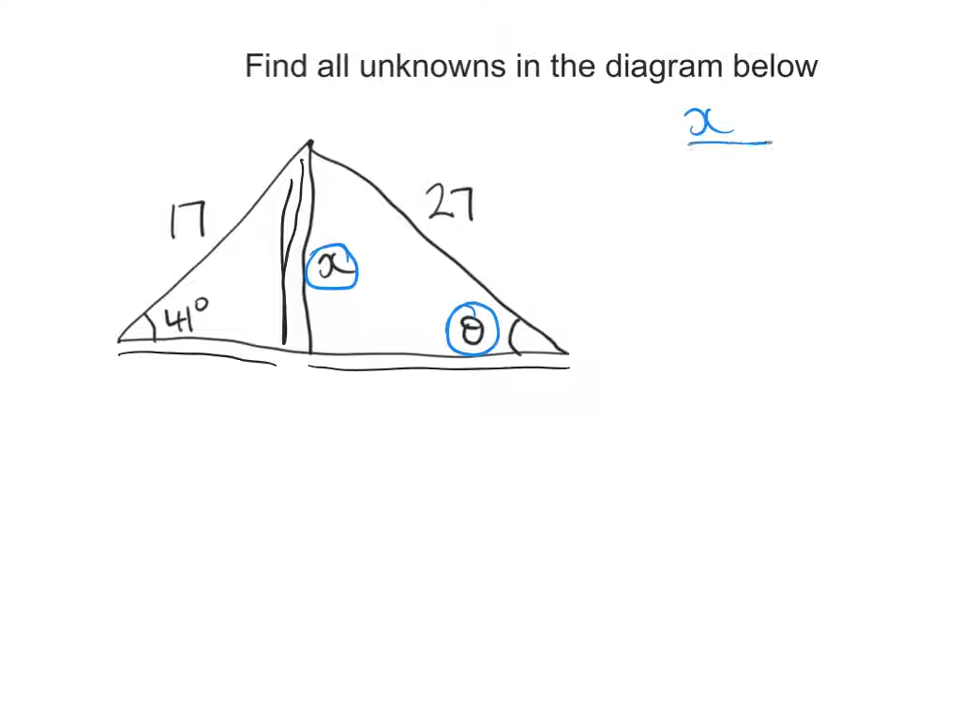 Find all unknowns in the diagram below
x
17
27
x
41°
θ